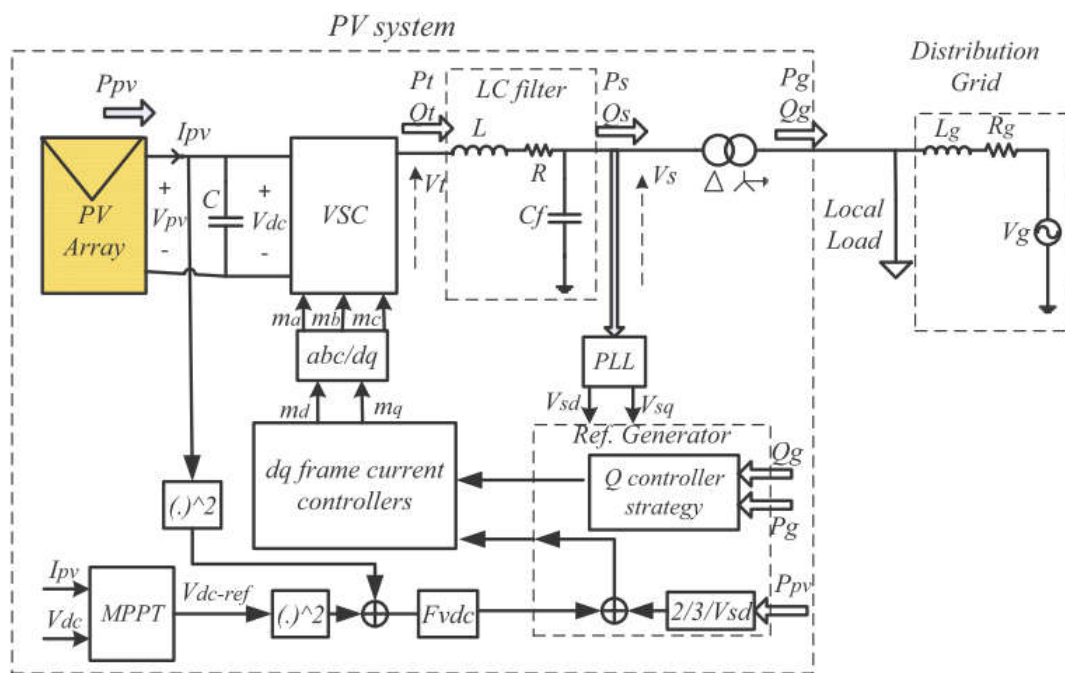 PV system
Distribution
Grid
Ppv
Pt
Qt
LC filter
Ps
Qs
Pg
Qg
Ipv
L
R
Lg
Rg
PV
Array
+
Vpv
-
C
+
Vdc
-
VSC
Vt
Cf
Vs
Δ
Local
Load
Vg
ma
mb
mc
abc/dq
PLL
md
mq
Vsd
Vsq
Ref. Generator
dq frame current
controllers
Q controller
strategy
Qg
Pg
(.)^2
Ipv
Vdc
MPPT
Vdc-ref
(.)^2
Fvdc
2/3/Vsd
Ppv